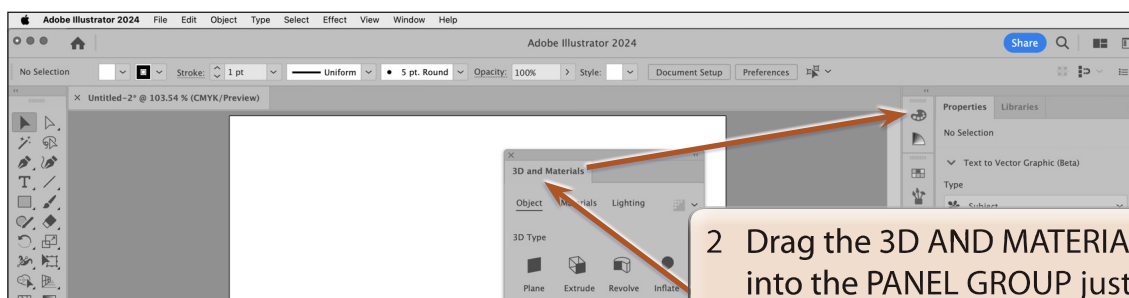 Adobe Illustrator 2024 File Edit Object Type Select Effect View Window Help
Adobe Illustrator 2024
Share
No Selection
Stroke: 1 pt
Uniform
5 pt. Round
Opacity: 100%
Style:
Document Setup
Preferences
× Untitled-2* @ 103.54 % (CMYK/Preview)
Properties Libraries
No Selection
Text to Vector Graphic (Beta)
Type
Subject
3D and Materials
Object Materials Lighting
3D Type
Plane Extrude Revolve Inflate
2 Drag the 3D AND MATERIA
into the PANEL GROUP just